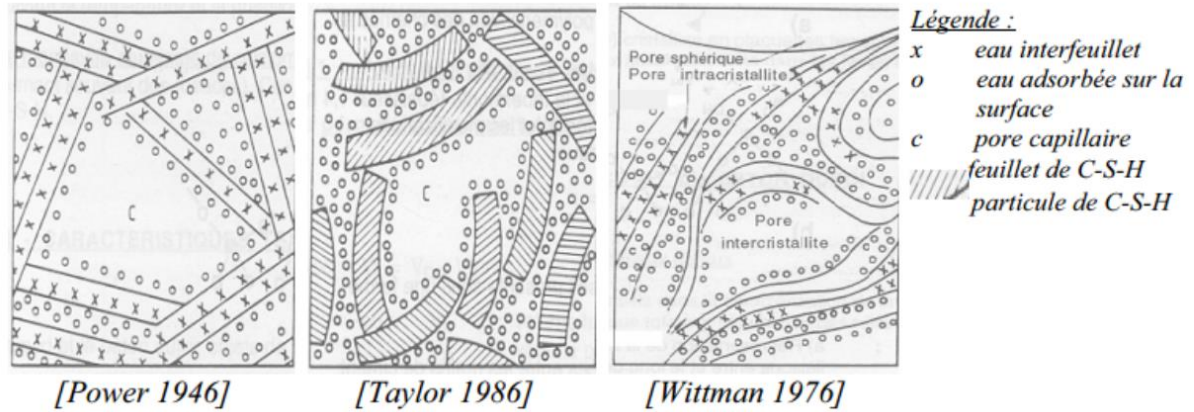 Légende :
x eau interfeuillet
o eau adsorbée sur la
surface
c pore capillaire
feuillet de C-S-H
particule de C-S-H
C
C
Pore sphérique
Pore intracristallite
Pore
intercristallite
[Power 1946]
[Taylor 1986]
[Wittman 1976]